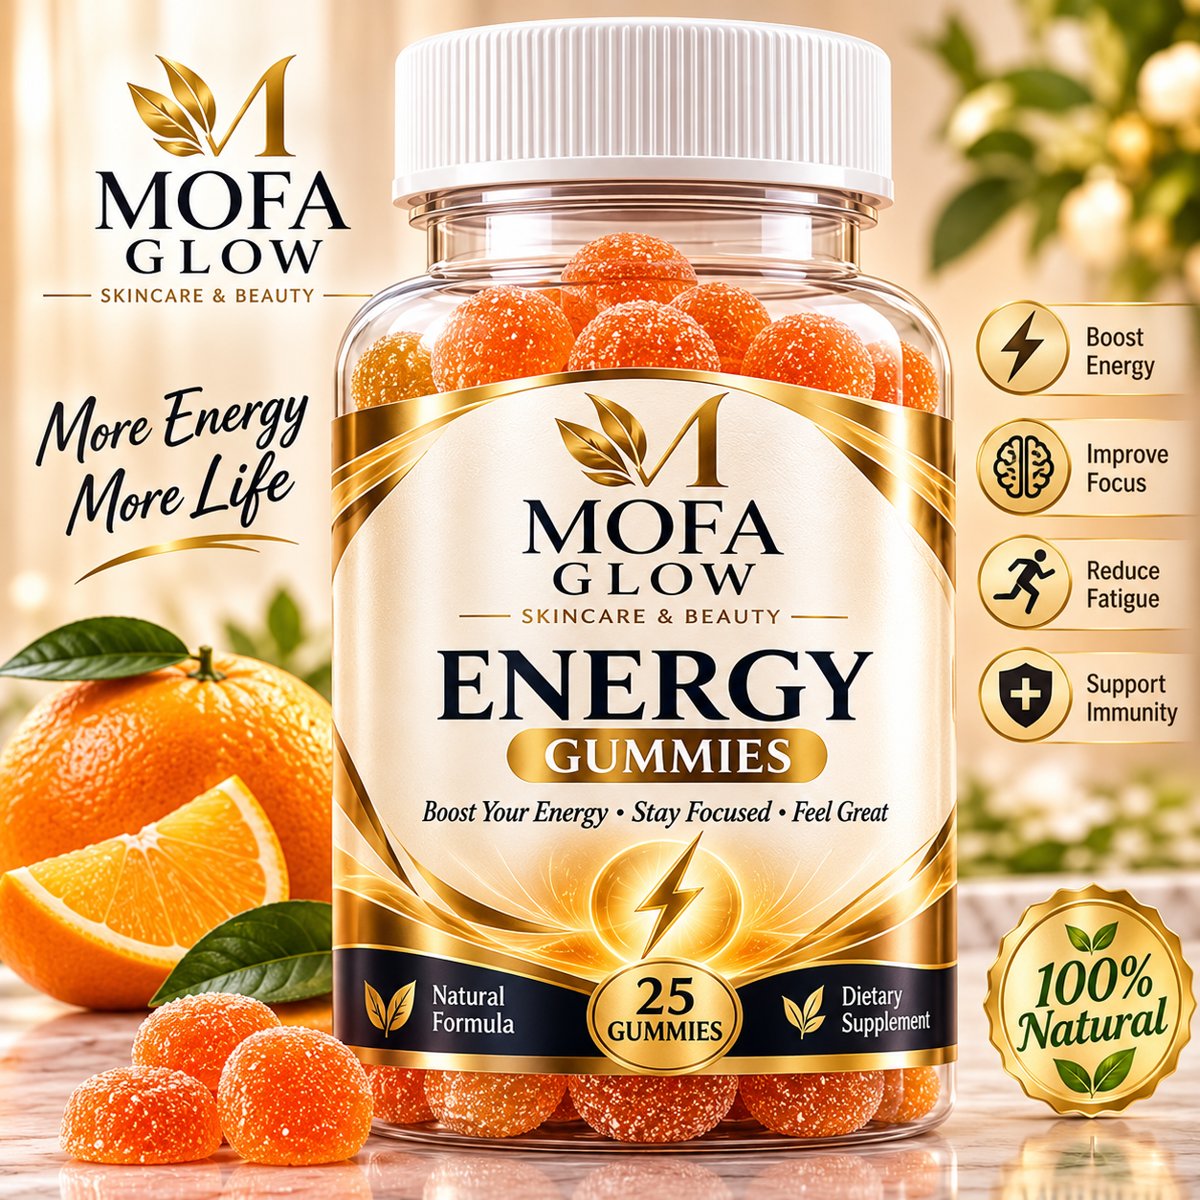 MOFA
GLOW
SKINCARE & BEAUTY
More Energy
More Life
MOFA
GLOW
SKINCARE & BEAUTY
ENERGY
GUMMIES
Boost Your Energy • Stay Focused • Feel Great
Natural
Formula
25
GUMMIES
Dietary
Supplement
Boost
Energy
Improve
Focus
Reduce
Fatigue
Support
Immunity
100%
Natural